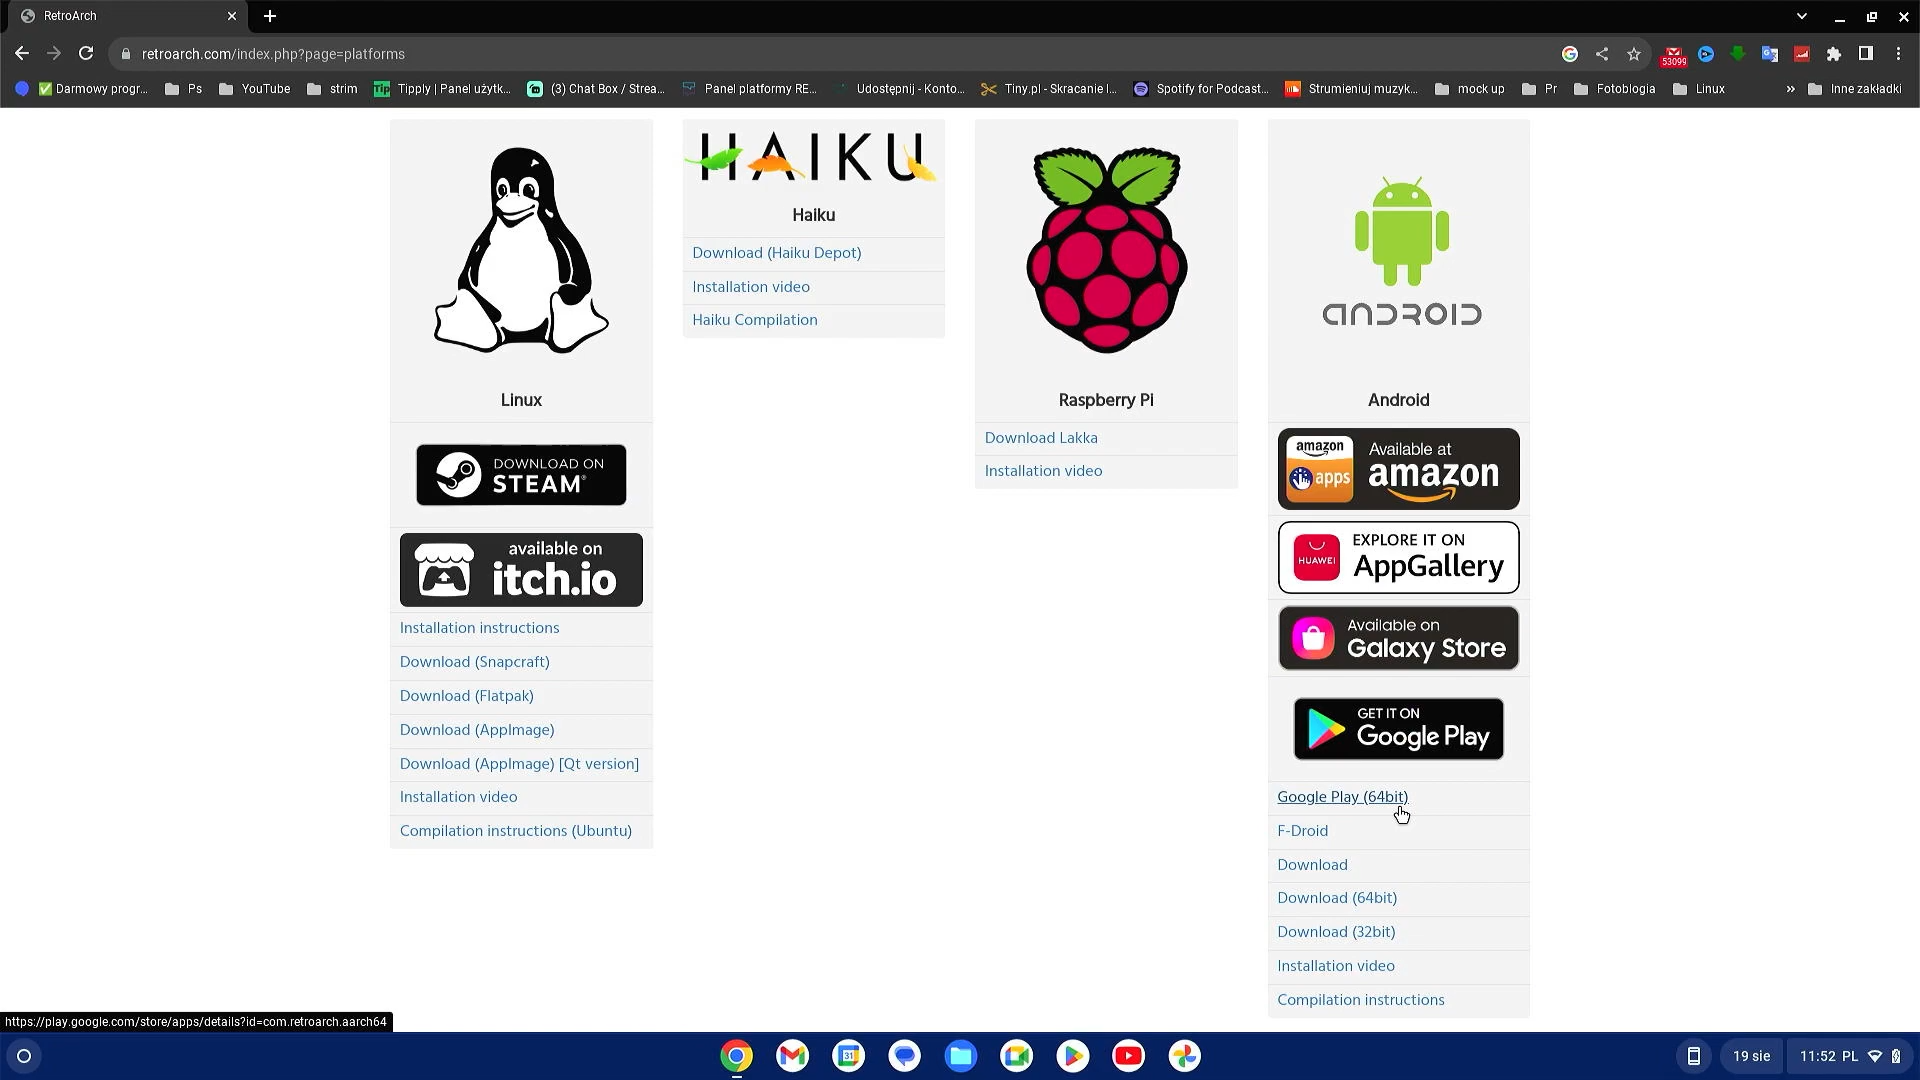 RetroArch
retroarch.com/index.php?page=platforms
53099
✅ Darmowy progr...
Ps
YouTube
strim
Tip
Tipply | Panel użytk...
(3) Chat Box / Strea...
Panel platformy RE...
Udostępnij - Konto...
Tiny.pl - Skracanie l...
Spotify for Podcast...
Strumieniuj muzyk...
mock up
Pr
Fotoblogia
Linux
»
Inne zakładki
Linux
DOWNLOAD ON
STEAM®
available on
itch.io
Installation instructions
Download (Snapcraft)
Download (Flatpak)
Download (AppImage)
Download (AppImage) [Qt version]
Installation video
Compilation instructions (Ubuntu)
HAIKU
Haiku
Download (Haiku Depot)
Installation video
Haiku Compilation
Raspberry Pi
Download Lakka
Installation video
ANDROID
Android
amazon
apps
Available at
amazon
HUAWEI
EXPLORE IT ON
AppGallery
Available on
Galaxy Store
GET IT ON
Google Play
Google Play (64bit)
F-Droid
Download
Download (64bit)
Download (32bit)
Installation video
Compilation instructions
https://play.google.com/store/apps/details?id=com.retroarch.aarch64
31
19 sie
11:52 PL